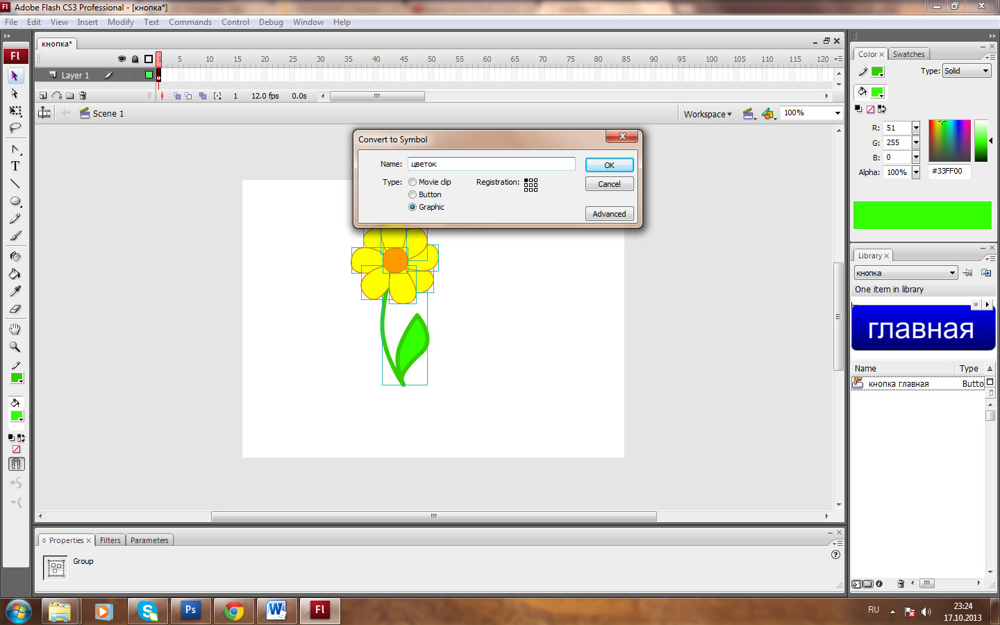 Fl Adobe Flash CS3 Professional - [кнопка*]
File Edit View Insert Modify Text Commands Control Debug Window Help
Fl
кнопка*
1 5 10 15 20 25 30 35 40 45 50 55 60 65 70 75 80 85 90 95 100 105 110 115 120
Layer 1
1 12.0 fps 0.0s
Scene 1
Workspace 100%
Convert to Symbol
Name: цветок
OK
Type: Movie clip
Registration:
Button
Graphic
Cancel
Advanced
Color Swatches
Type: Solid
R: 51
G: 255
B: 0
Alpha: 100% #33FF00
Library
кнопка
One item in library
главная
Name Type
кнопка главная Butto
Properties Filters Parameters
Group
Ps W Fl
RU
23:24
17.10.2013